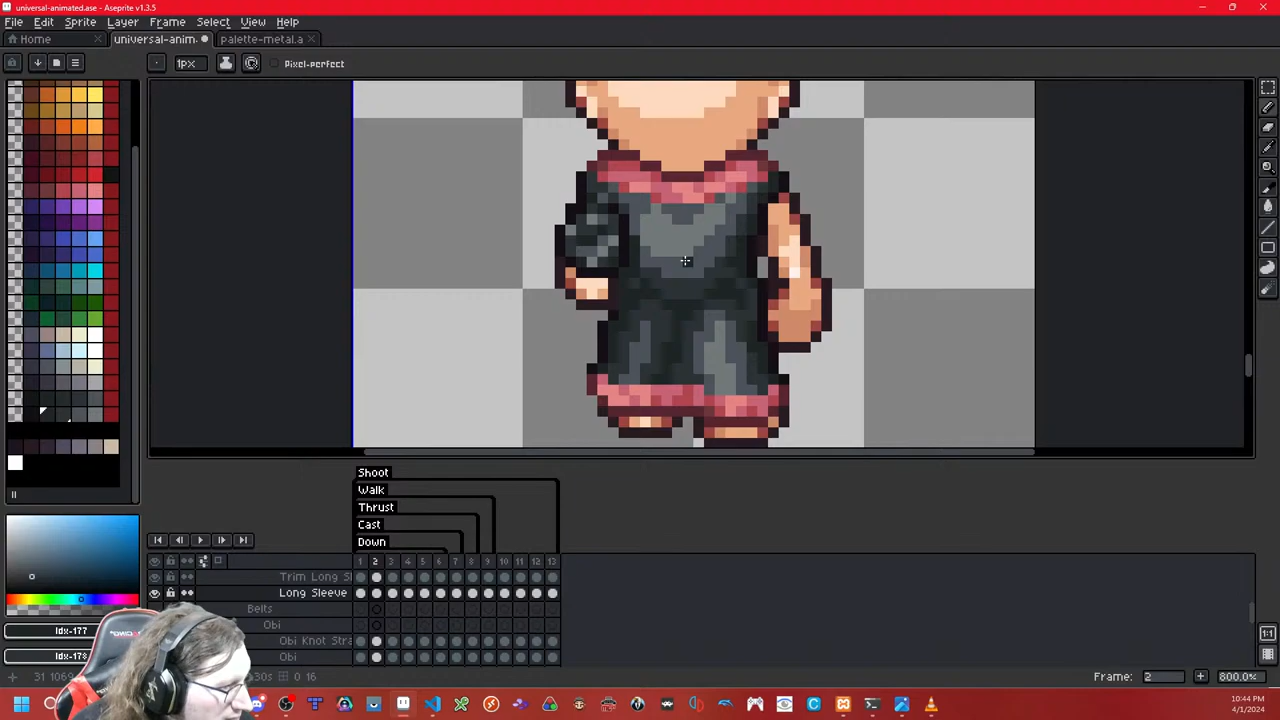 universal-animated.ase - Aseprite v1.3.5
File Edit Sprite Layer Frame Select View Help
Home universal-anim. palette-metal.a
1px Pixel-perfect
Shoot
Walk
Thrust
Cast
Down
1 2 3 4 5 6 7 8 9 10 11 12 13
Trim Long Sl
Long Sleeve
Belts
Obi
Obi Knot Stra
Obi
Idx-177
Frame: 2 800.0%
10:44 PM
4/1/2024